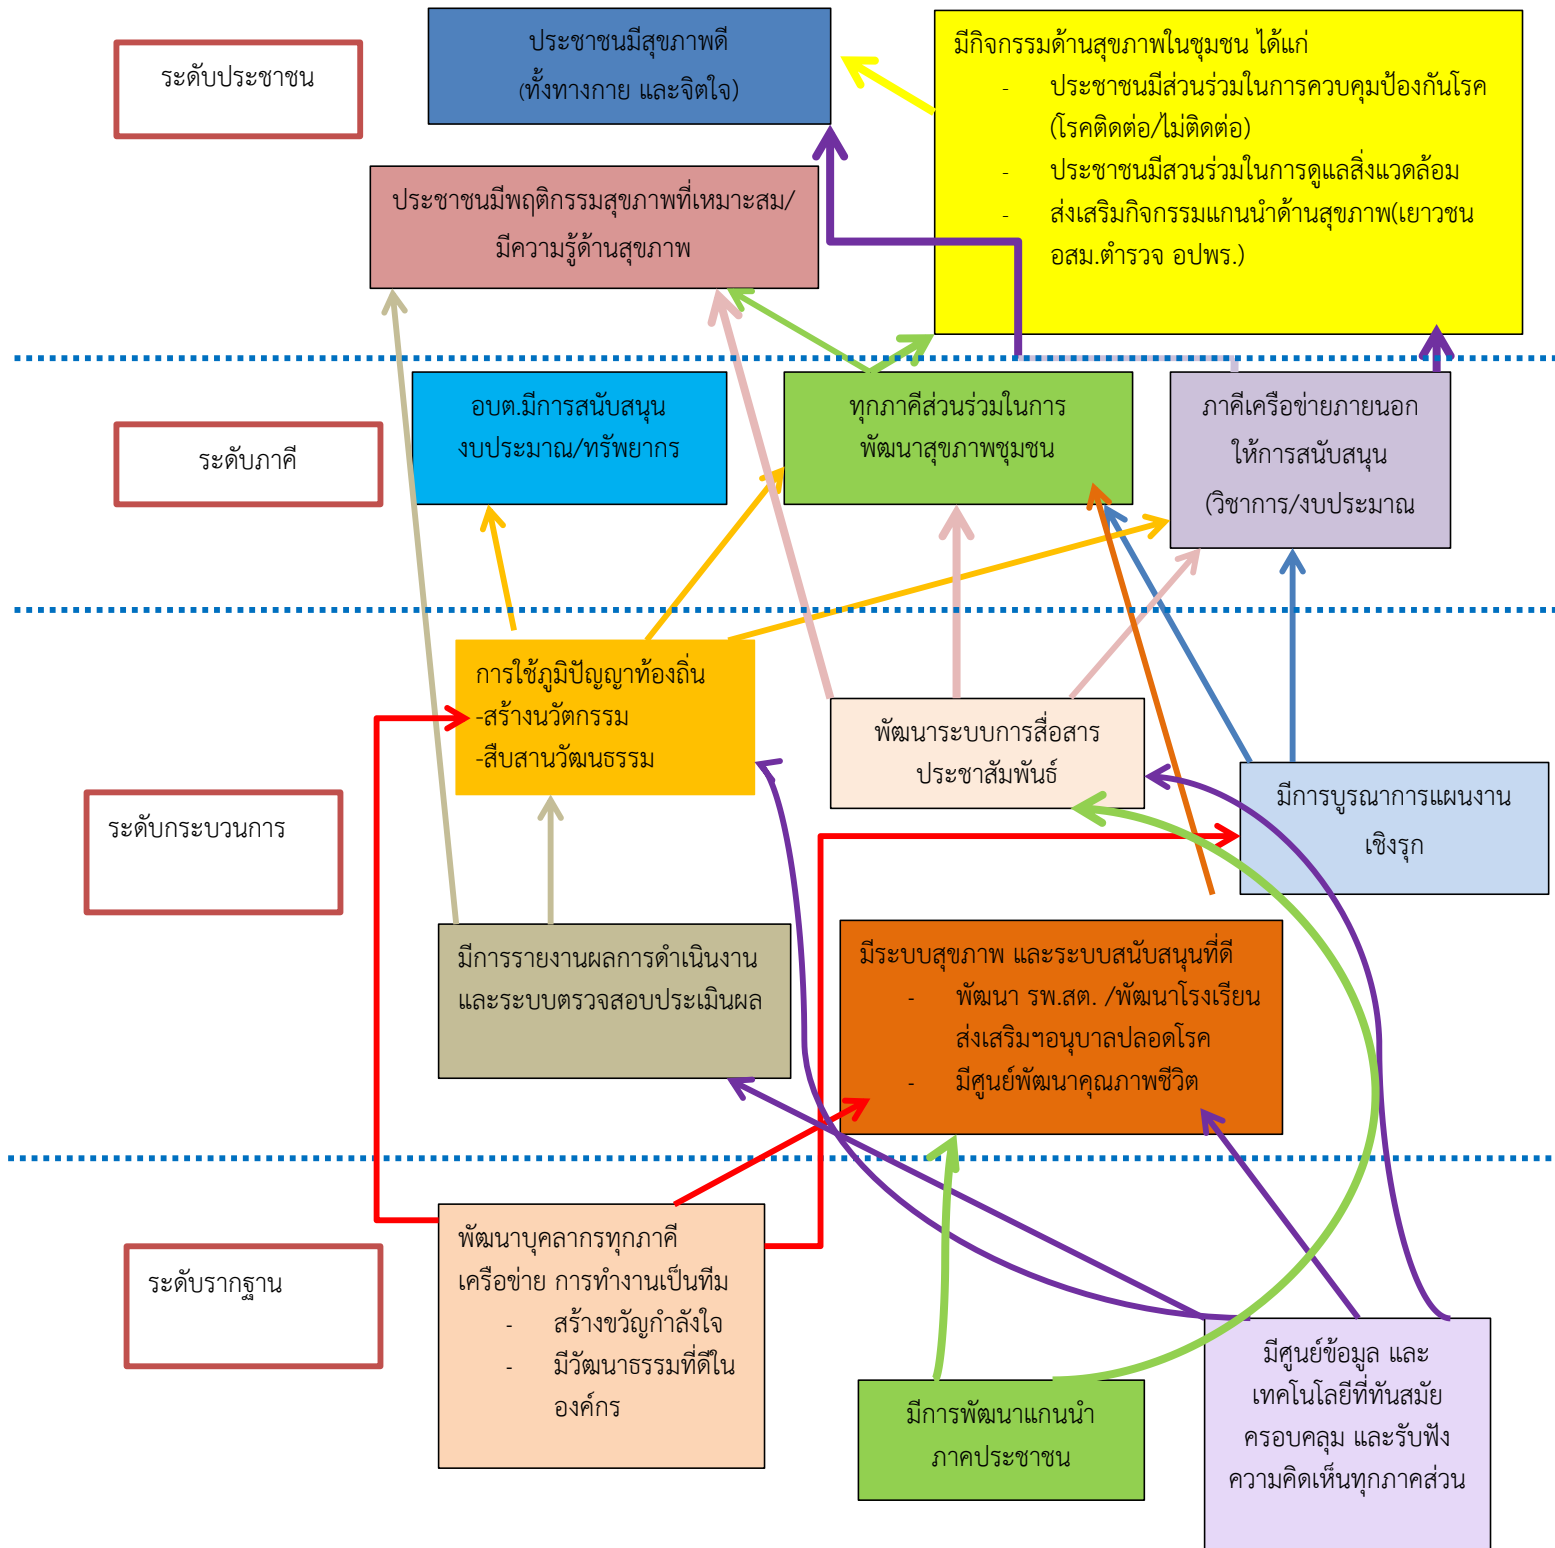 ระดับประชาชน
ประชาชนมีสุขภาพดี
(ทั้งทางกาย และจิตใจ)
มีกิจกรรมด้านสุขภาพในชุมชน ได้แก่
- ประชาชนมีส่วนร่วมในการควบคุมป้องกันโรค
(โรคติดต่อ/ไม่ติดต่อ)
- ประชาชนมีสวนร่วมในการดูแลสิ่งแวดล้อม
- ส่งเสริมกิจกรรมแกนนำด้านสุขภาพ(เยาวชน
อสม.ตำรวจ อปพร.)
ประชาชนมีพฤติกรรมสุขภาพที่เหมาะสม/
มีความรู้ด้านสุขภาพ
ระดับภาคี
อบต.มีการสนับสนุน
งบประมาณ/ทรัพยากร
ทุกภาคีส่วนร่วมในการ
พัฒนาสุขภาพชุมชน
ภาคีเครือข่ายภายนอก
ให้การสนับสนุน
(วิชาการ/งบประมาณ
ระดับกระบวนการ
การใช้ภูมิปัญญาท้องถิ่น
-สร้างนวัตกรรม
-สืบสานวัฒนธรรม
พัฒนาระบบการสื่อสาร
ประชาสัมพันธ์
มีการบูรณาการแผนงาน
เชิงรุก
มีการรายงานผลการดำเนินงาน
และระบบตรวจสอบประเมินผล
มีระบบสุขภาพ และระบบสนับสนุนที่ดี
- พัฒนา รพ.สต. /พัฒนาโรงเรียน
ส่งเสริมฯอนุบาลปลอดโรค
- มีศูนย์พัฒนาคุณภาพชีวิต
ระดับรากฐาน
พัฒนาบุคลากรทุกภาคี
เครือข่าย การทำงานเป็นทีม
- สร้างขวัญกำลังใจ
- มีวัฒนาธรรมที่ดีใน
องค์กร
มีการพัฒนาแกนนำ
ภาคประชาชน
มีศูนย์ข้อมูล และ
เทคโนโลยีที่ทันสมัย
ครอบคลุม และรับฟัง
ความคิดเห็นทุกภาคส่วน